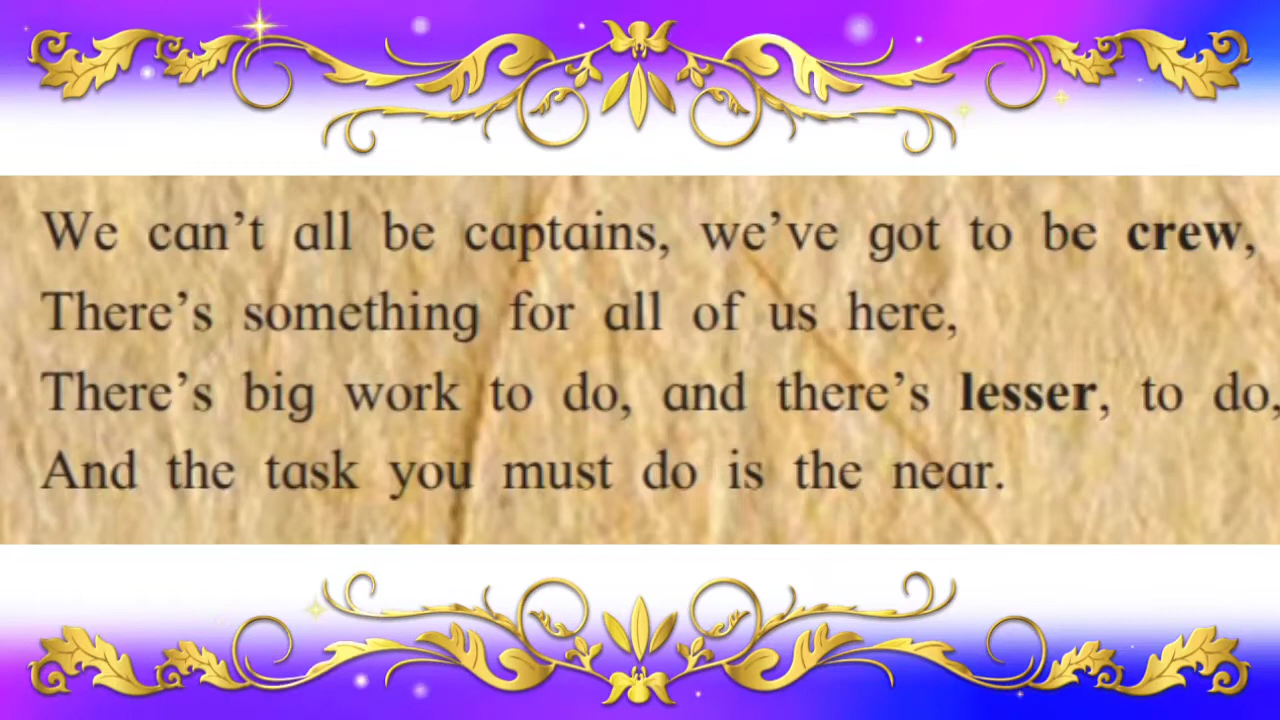 We can’t all be captains, we’ve got to be crew,
There’s something for all of us here,
There’s big work to do, and there’s lesser, to do,
And the task you must do is the near.